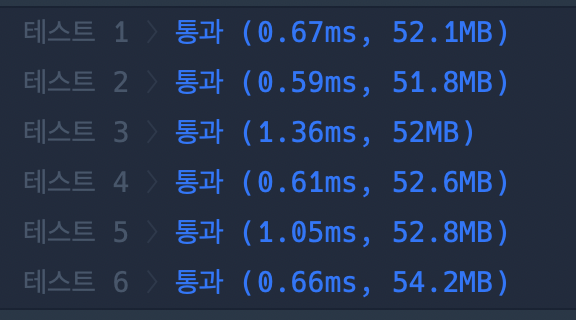 테스트 1 〉 통과 (0.67ms, 52.1MB)
테스트 2 〉 통과 (0.59ms, 51.8MB)
테스트 3 〉 통과 (1.36ms, 52MB)
테스트 4 〉 통과 (0.61ms, 52.6MB)
테스트 5 〉 통과 (1.05ms, 52.8MB)
테스트 6 〉 통과 (0.66ms, 54.2MB)